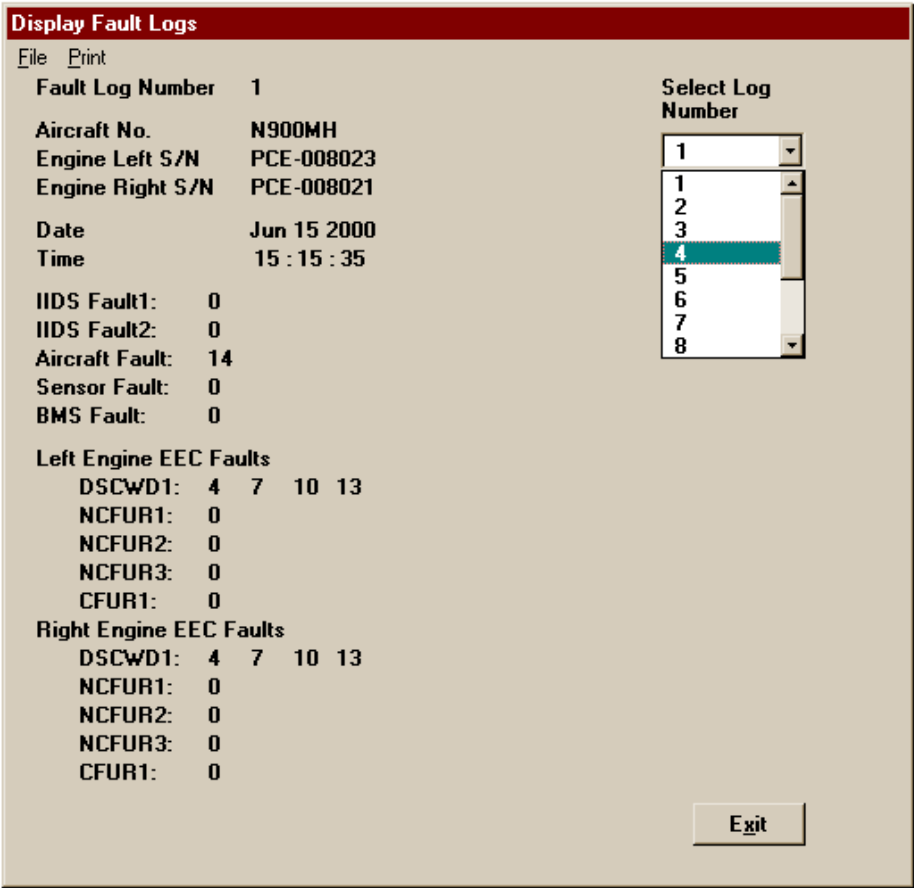 Display Fault Logs
File Print
Fault Log Number 1
Aircraft No. N900MH
Engine Left S/N PCE-008023
Engine Right S/N PCE-008021
Date Jun 15 2000
Time 15 : 15 : 35
IIDS Fault1: 0
IIDS Fault2: 0
Aircraft Fault: 14
Sensor Fault: 0
BMS Fault: 0
Left Engine EEC Faults
DSCWD1: 4 7 10 13
NCFUR1: 0
NCFUR2: 0
NCFUR3: 0
CFUR1: 0
Right Engine EEC Faults
DSCWD1: 4 7 10 13
NCFUR1: 0
NCFUR2: 0
NCFUR3: 0
CFUR1: 0
Select Log
Number
1
1
2
3
4
5
6
7
8
Exit